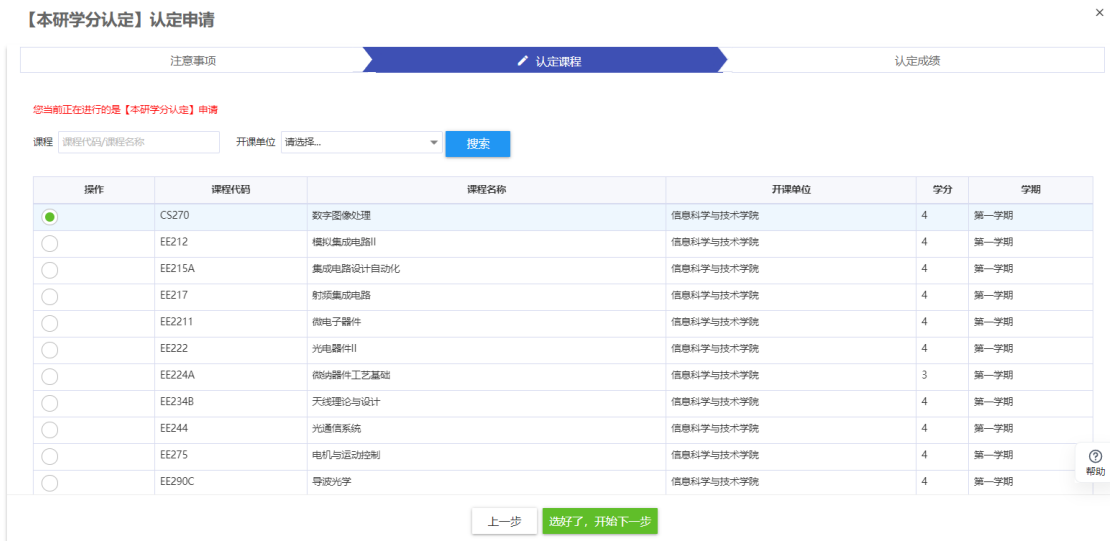 【本研学分认定】认定申请
×
注意事项
认定课程
认定成绩
您当前正在进行的是【本研学分认定】申请
课程 课程代码/课程名称 开课单位 请选择... 搜索
操作 课程代码 课程名称 开课单位 学分 学期
CS270 数字图像处理 信息科学与技术学院 4 第一学期
EE212 模拟集成电路II 信息科学与技术学院 4 第一学期
EE215A 集成电路设计自动化 信息科学与技术学院 4 第一学期
EE217 射频集成电路 信息科学与技术学院 4 第一学期
EE2211 微电子器件 信息科学与技术学院 4 第一学期
EE222 光电器件II 信息科学与技术学院 4 第一学期
EE224A 微纳器件工艺基础 信息科学与技术学院 3 第一学期
EE234B 天线理论与设计 信息科学与技术学院 4 第一学期
EE244 光通信系统 信息科学与技术学院 4 第一学期
EE275 电机与运动控制 信息科学与技术学院 4 第一学期
EE290C 导波光学 信息科学与技术学院 4 第一学期
帮助
上一步 选好了，开始下一步